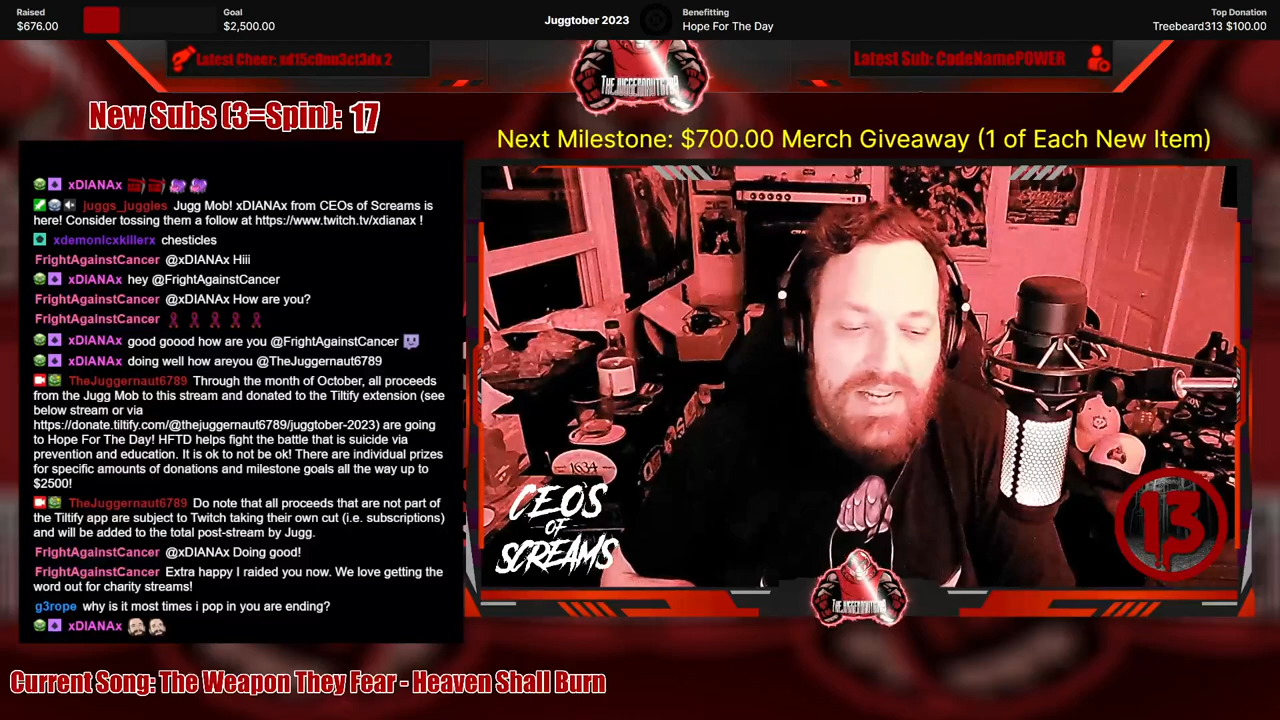 Raised
$676.00
Goal
$2,500.00
Juggtober 2023
Benefitting
Hope For The Day
Top Donation
Treebeard313 $100.00
Latest Cheer: xd15c0nn3ct3dx 2
Latest Sub: CodeNamePOWER
New Subs (3=Spin): 17
Next Milestone: $700.00 Merch Giveaway (1 of Each New Item)
xDIANAx
juggs_juggies Jugg Mob! xDIANAx from CEOs of Screams is
here! Consider tossing them a follow at https://www.twitch.tv/xdianax !
xdemonicxkillerx chesticles
FrightAgainstCancer @xDIANAx Hiii
xDIANAx hey @FrightAgainstCancer
FrightAgainstCancer @xDIANAx How are you?
FrightAgainstCancer
xDIANAx good goood how are you @FrightAgainstCancer
xDIANAx doing well how areyou @TheJuggernaut6789
TheJuggernaut6789 Through the month of October, all proceeds
from the Jugg Mob to this stream and donated to the Tiltify extension (see
below stream or via
https://donate.tiltify.com/@thejuggernaut6789/juggtober-2023) are going
to Hope For The Day! HFTD helps fight the battle that is suicide via
prevention and education. It is ok to not be ok! There are individual prizes
for specific amounts of donations and milestone goals all the way up to
$2500!
TheJuggernaut6789 Do note that all proceeds that are not part of
the Tiltify app are subject to Twitch taking their own cut (i.e. subscriptions)
and will be added to the total post-stream by Jugg.
FrightAgainstCancer @xDIANAx Doing good!
FrightAgainstCancer Extra happy I raided you now. We love getting the
word out for charity streams!
g3rope why is it most times i pop in you are ending?
xDIANAx
1634
CEO'S
OF
SCREAMS
13
Current Song: The Weapon They Fear - Heaven Shall Burn